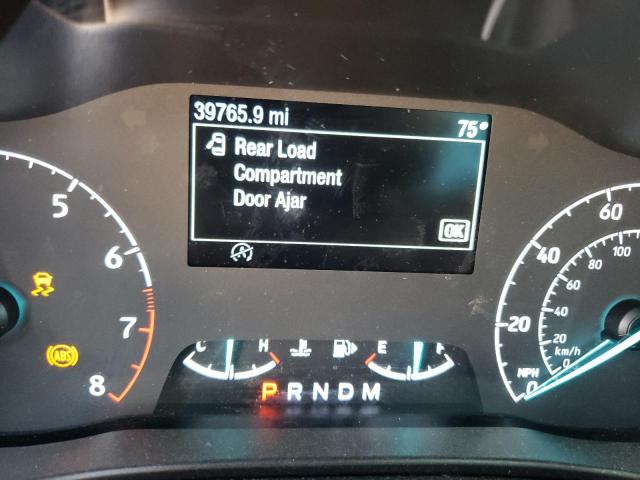 39765.9 mi
75°
Rear Load
Compartment
Door Ajar
OK
5
6
7
8
ABS
C H
E F
P R N D M
60
40
20
0
MPH
100
80
60
40
20
0
km/h